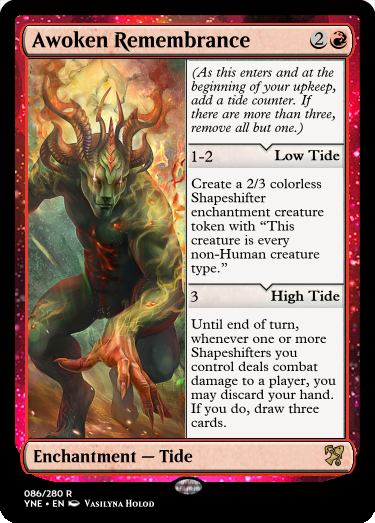 Awoken Remembrance 2
(As this enters and at the
beginning of your upkeep,
add a tide counter. If
there are more than three,
remove all but one.)
1-2 Low Tide
Create a 2/3 colorless
Shapeshifter
enchantment creature
token with “This
creature is every
non-Human creature
type.”
3 High Tide
Until end of turn,
whenever one or more
Shapeshifters you
control deals combat
damage to a player, you
may discard your hand.
If you do, draw three
cards.
Enchantment — Tide
086/280 R
YNE • EN Vasilyna Holod